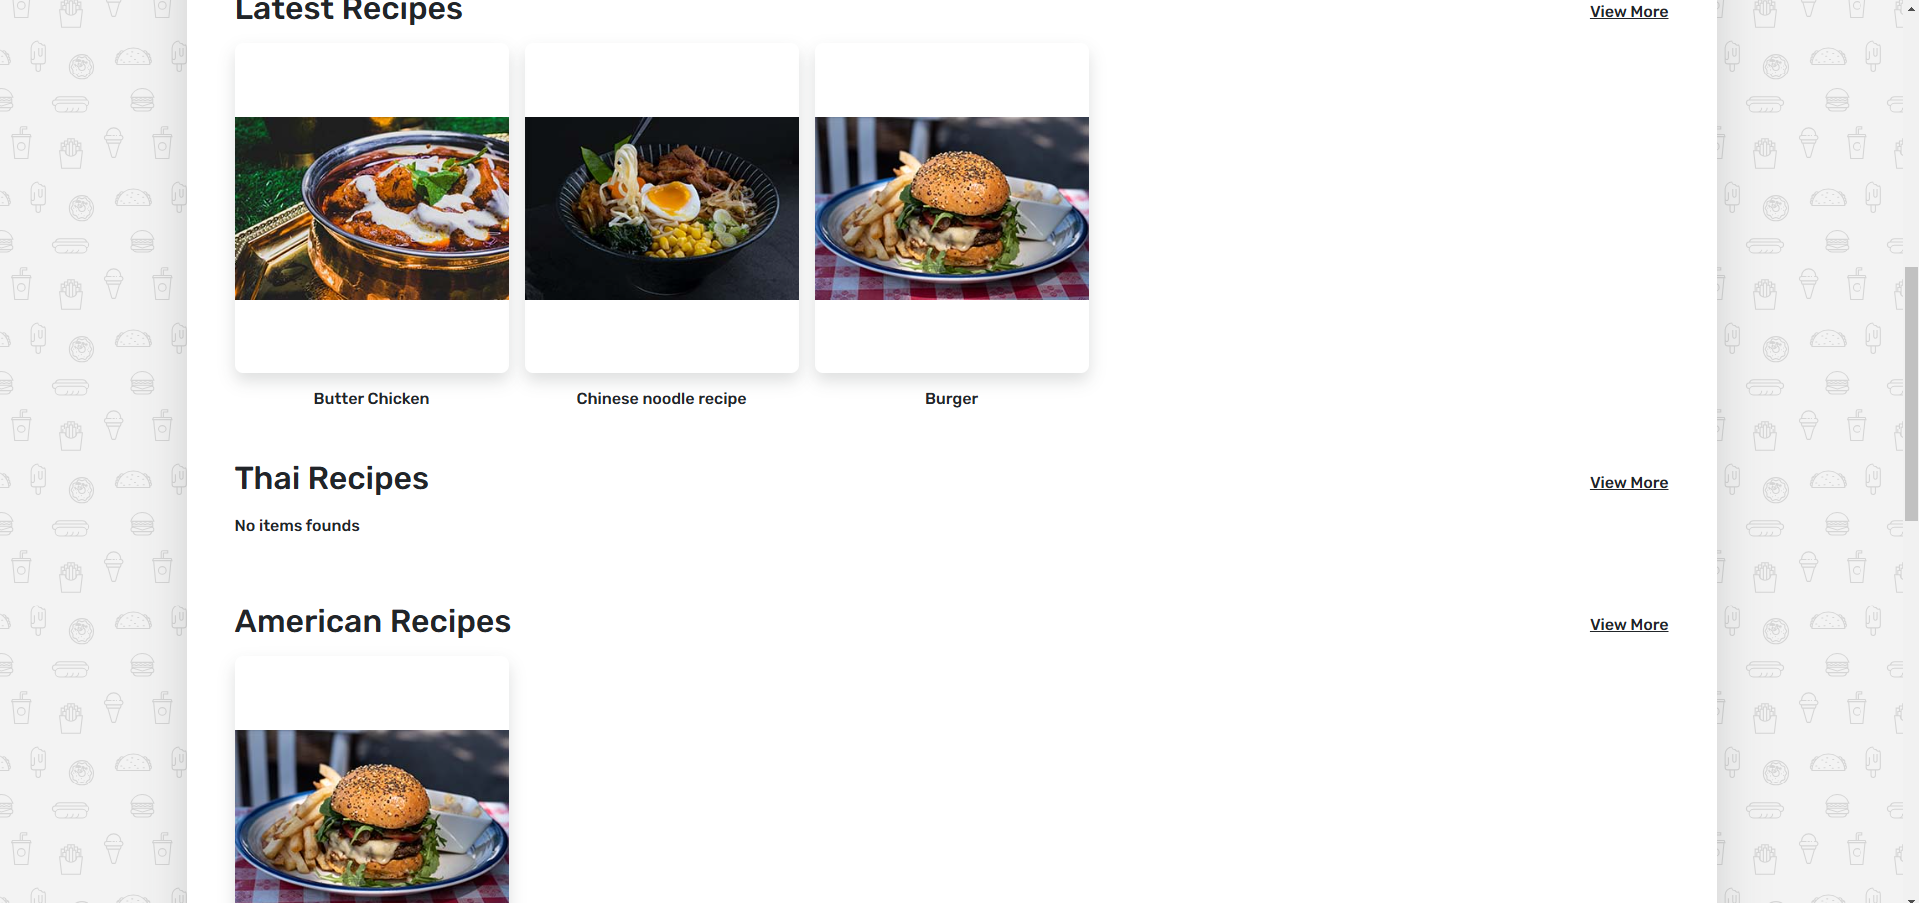 Latest Recipes
View More
Butter Chicken
Chinese noodle recipe
Burger
Thai Recipes
View More
No items founds
American Recipes
View More